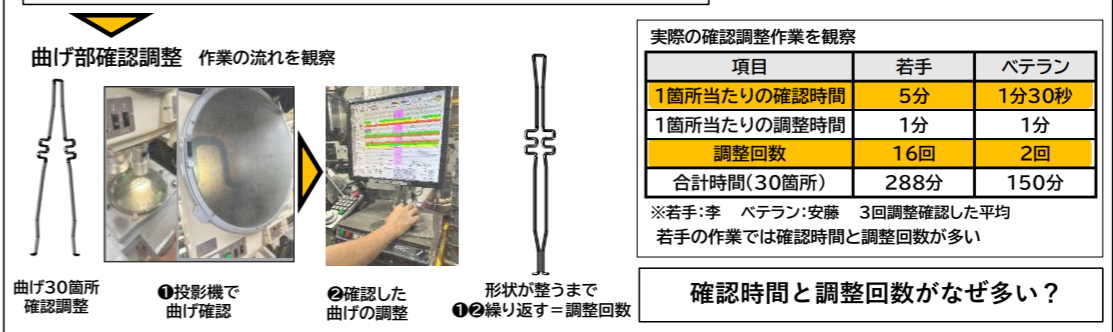 曲げ部確認調整 作業の流れを観察
曲げ30箇所
確認調整
❶投影機で
曲げ確認
❷確認した
曲げの調整
形状が整うまで
❶❷繰り返す＝調整回数
実際の確認調整作業を観察
項目 若手 ベテラン
1箇所当たりの確認時間 5分 1分30秒
1箇所当たりの調整時間 1分 1分
調整回数 16回 2回
合計時間(30箇所) 288分 150分
※若手:李 ベテラン:安藤 3回調整確認した平均
若手の作業では確認時間と調整回数が多い
確認時間と調整回数がなぜ多い？